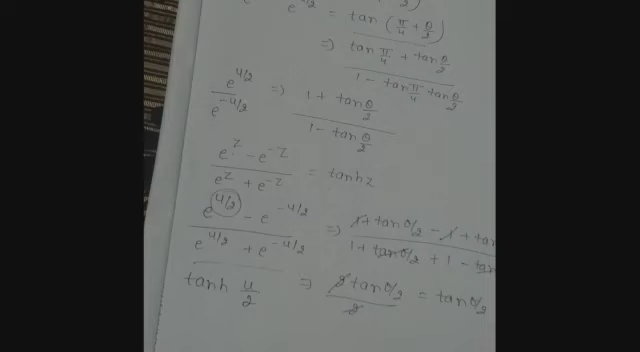 e^{u/2} = tan (π/4 + θ/2)
⇒ (tan π/4 + tan θ/2) / (1 - tan π/4 tan θ/2)
e^{u/2} / e^{-u/2} ⇒ (1 + tan θ/2) / (1 - tan θ/2)
(e^z - e^{-z}) / (e^z + e^{-z}) = tanh z
(e^{u/2} - e^{-u/2}) / (e^{u/2} + e^{-u/2}) ⇒ (1 + tan θ/2 - 1 + tan) / (1 + tan θ/2 + 1 - tan)
tanh u/2 ⇒ 2 tan θ/2 / 2 = tan θ/2